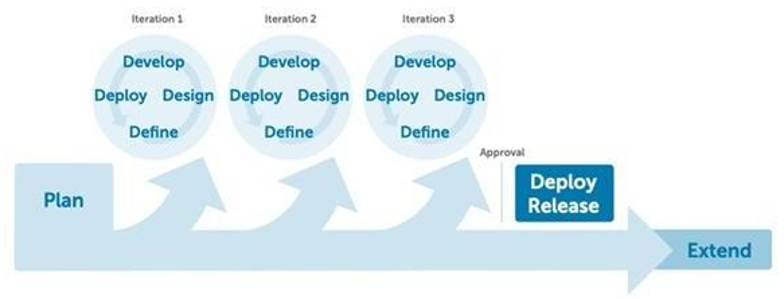 Iteration 1
Iteration 2
Iteration 3
Develop
Deploy Design
Define
Develop
Deploy Design
Define
Develop
Deploy Design
Define
Approval
Plan
Deploy
Release
Extend